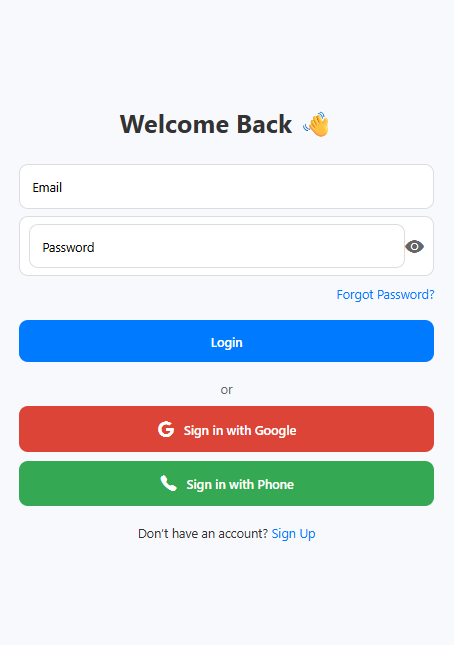 Welcome Back 👋
Email
Password
Forgot Password?
Login
or
Sign in with Google
Sign in with Phone
Don't have an account? Sign Up